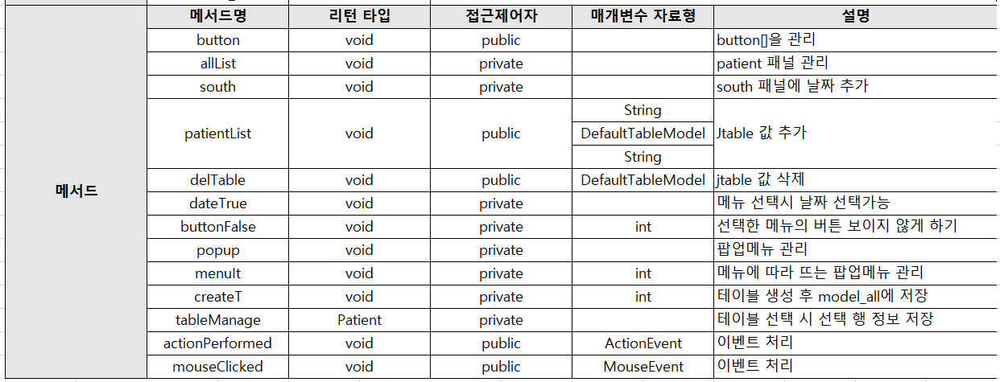 메서드명 리턴 타입 접근제어자 매개변수 자료형 설명
메서드
button void public button[]을 관리
allList void private patient 패널 관리
south void private south 패널에 날짜 추가
patientList void public String DefaultTableModel String Jtable 값 추가
delTable void public DefaultTableModel jtable 값 삭제
dateTrue void private 메뉴 선택시 날짜 선택가능
buttonFalse void private int 선택한 메뉴의 버튼 보이지 않게 하기
popup void private 팝업메뉴 관리
menuIt void private int 메뉴에 따라 뜨는 팝업메뉴 관리
createT void private int 테이블 생성 후 model_all에 저장
tableManage Patient private 테이블 선택 시 선택 행 정보 저장
actionPerformed void public ActionEvent 이벤트 처리
mouseClicked void public MouseEvent 이벤트 처리